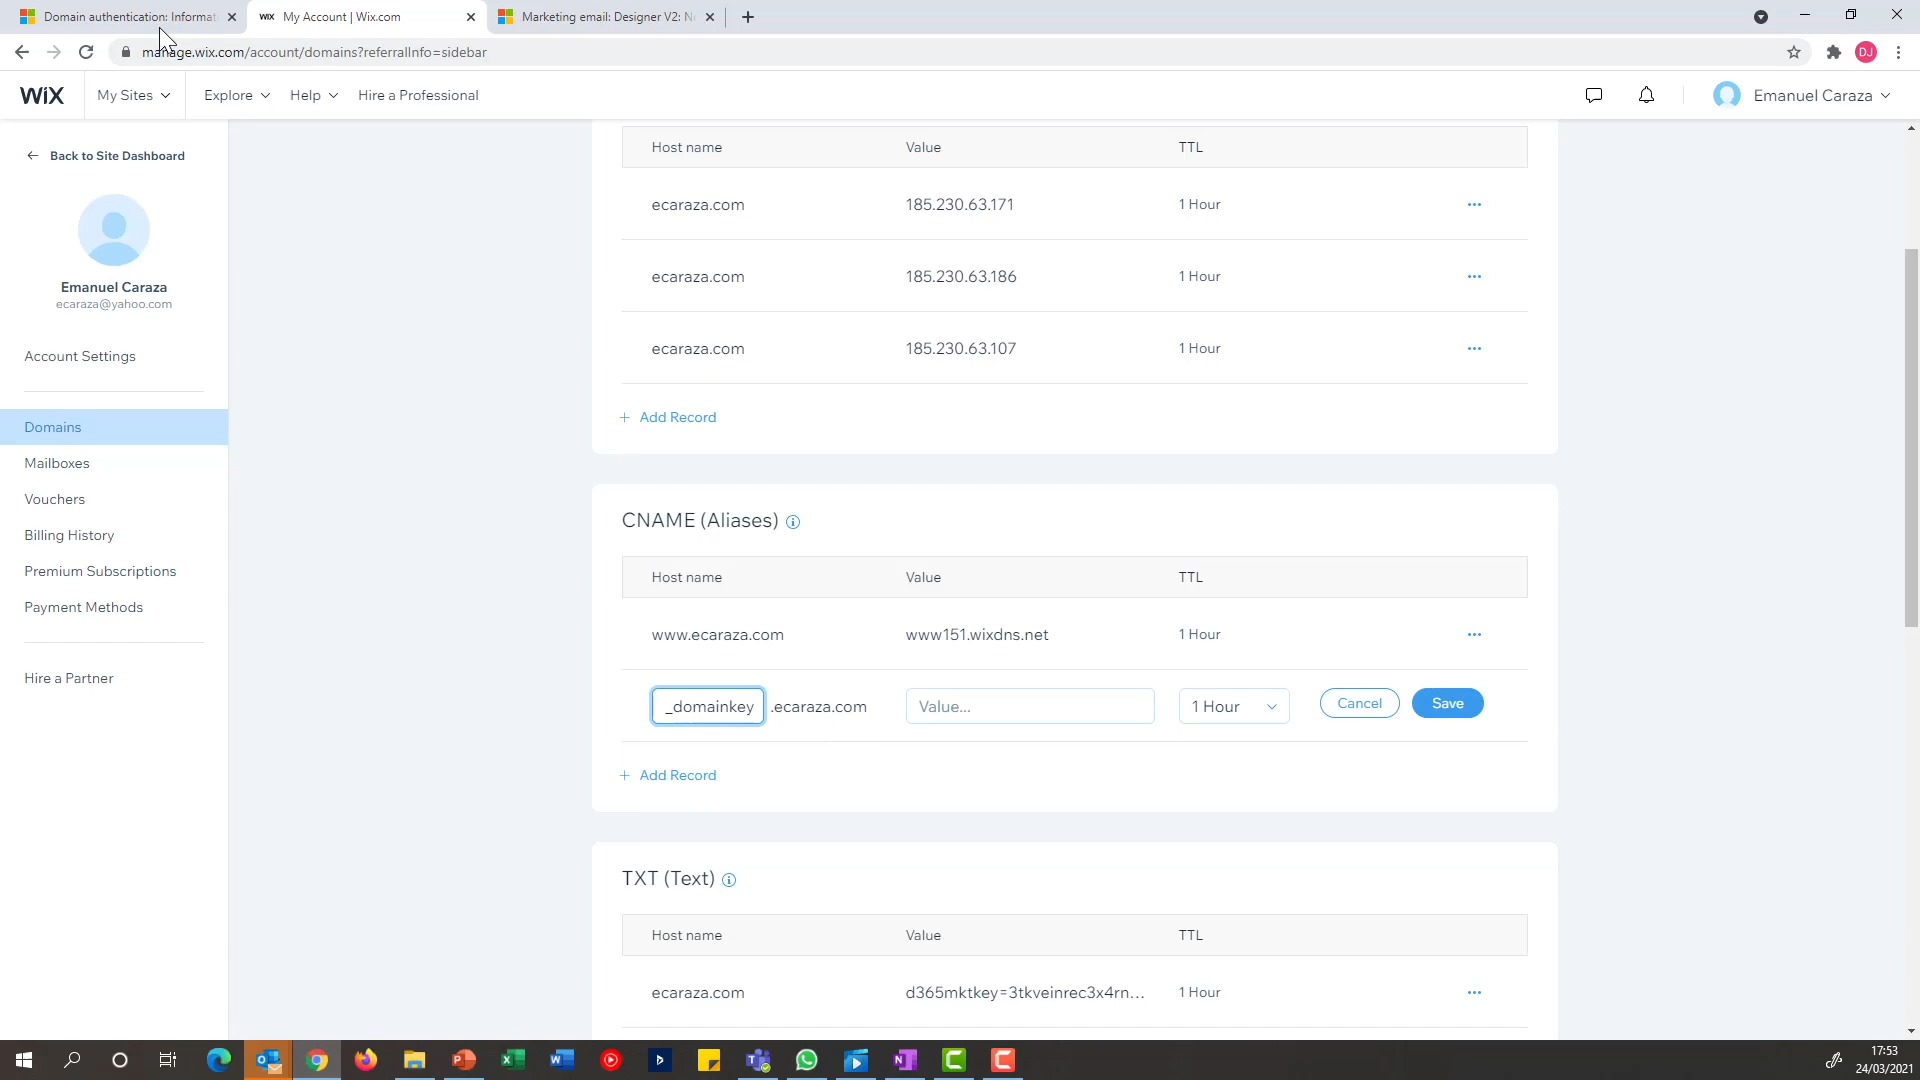 Domain authentication: Informat
WIX My Account | Wix.com
Marketing email: Designer V2: N
manage.wix.com/account/domains?referralInfo=sidebar
DJ
WiX
My Sites
Explore
Help
Hire a Professional
Emanuel Caraza
Back to Site Dashboard
Emanuel Caraza
ecaraza@yahoo.com
Account Settings
Domains
Mailboxes
Vouchers
Billing History
Premium Subscriptions
Payment Methods
Hire a Partner
Host name Value TTL
ecaraza.com 185.230.63.171 1 Hour
ecaraza.com 185.230.63.186 1 Hour
ecaraza.com 185.230.63.107 1 Hour
+ Add Record
CNAME (Aliases)
Host name Value TTL
www.ecaraza.com www151.wixdns.net 1 Hour
_domainkey .ecaraza.com Value... 1 Hour Cancel Save
+ Add Record
TXT (Text)
Host name Value TTL
ecaraza.com d365mktkey=3tkveinrec3x4rn... 1 Hour
17:53
24/03/2021